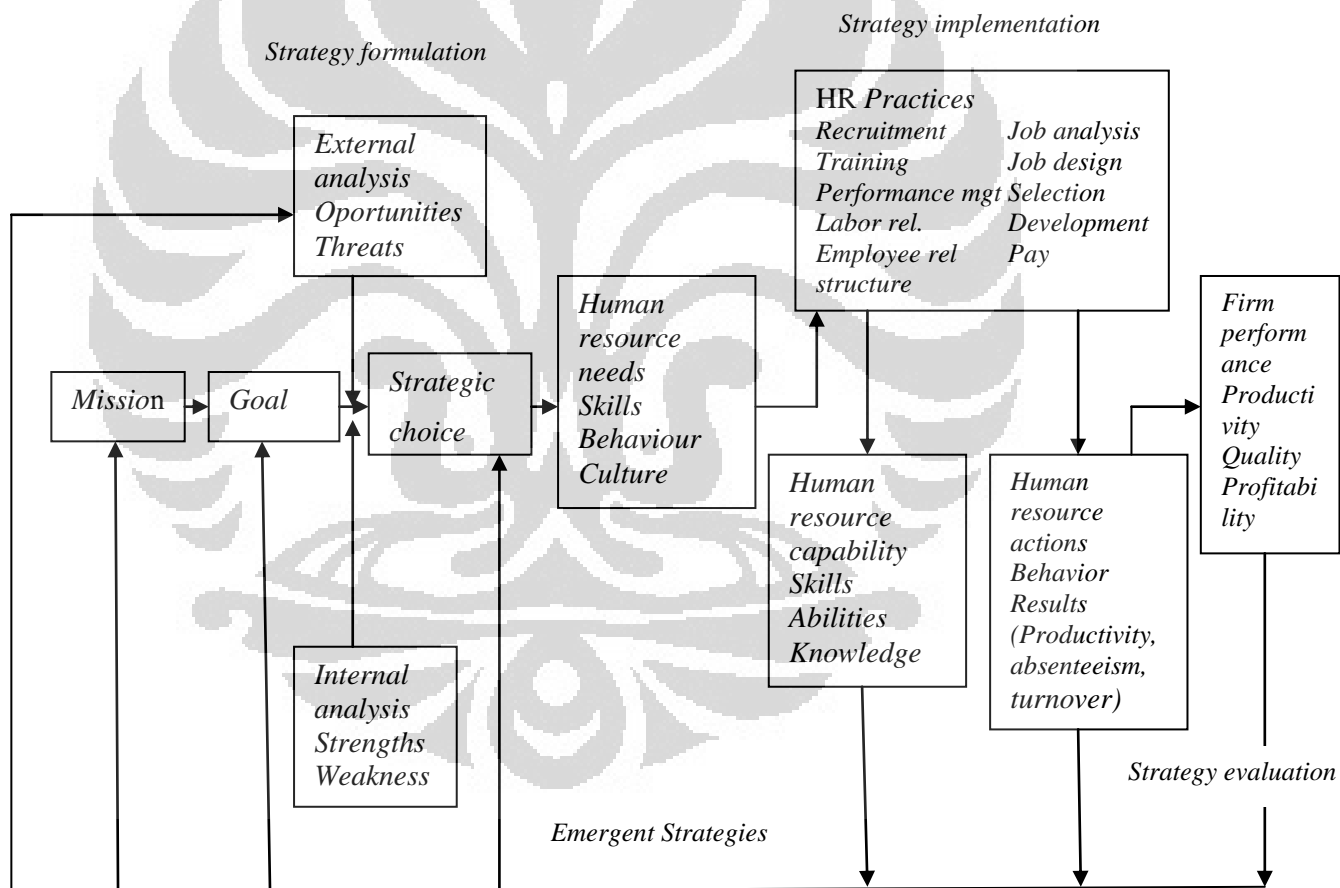 Strategy formulation
Strategy implementation
External
analysis
Oportunities
Threats
HR Practices
Recruitment Job analysis
Training Job design
Performance mgt Selection
Labor rel. Development
Employee rel Pay
structure
Mission
Goal
Strategic
choice
Human
resource
needs
Skills
Behaviour
Culture
Internal
analysis
Strengths
Weakness
Human
resource
capability
Skills
Abilities
Knowledge
Human
resource
actions
Behavior
Results
(Productivity,
absenteeism,
turnover)
Firm
perform
ance
Producti
vity
Quality
Profitabi
lity
Strategy evaluation
Emergent Strategies